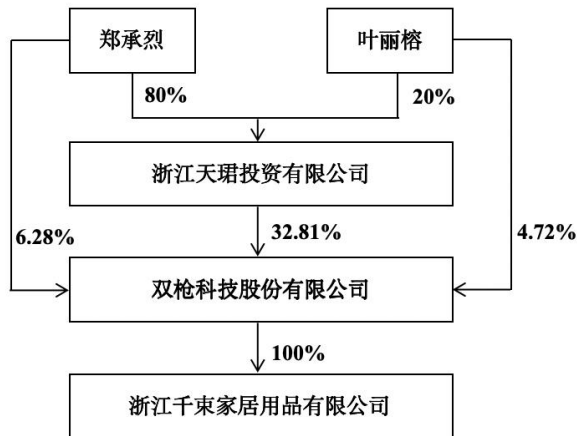 郑承烈
叶丽榕
80%
20%
浙江天珺投资有限公司
6.28%
32.81%
4.72%
双枪科技股份有限公司
100%
浙江千束家居用品有限公司